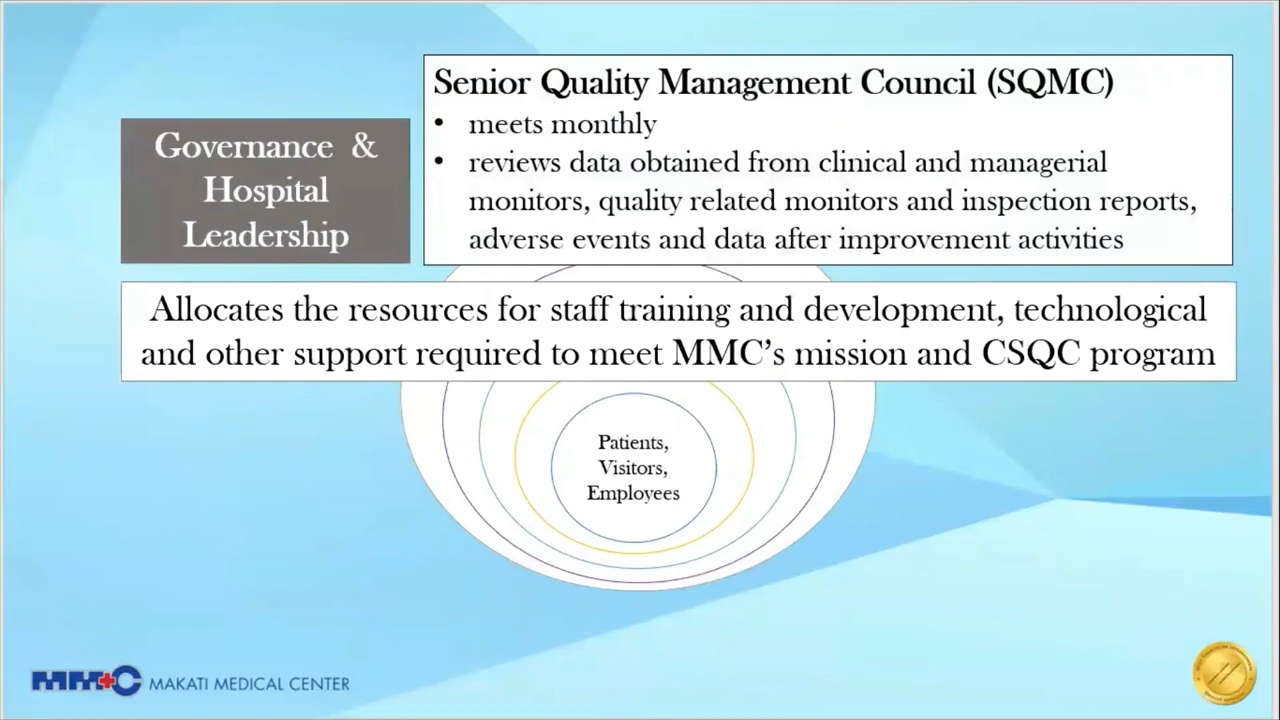 Senior Quality Management Council (SQMC)
• meets monthly
• reviews data obtained from clinical and managerial
monitors, quality related monitors and inspection reports,
adverse events and data after improvement activities
Governance &
Hospital
Leadership
Allocates the resources for staff training and development, technological
and other support required to meet MMC’s mission and CSQC program
Patients,
Visitors,
Employees
MMC MAKATI MEDICAL CENTER